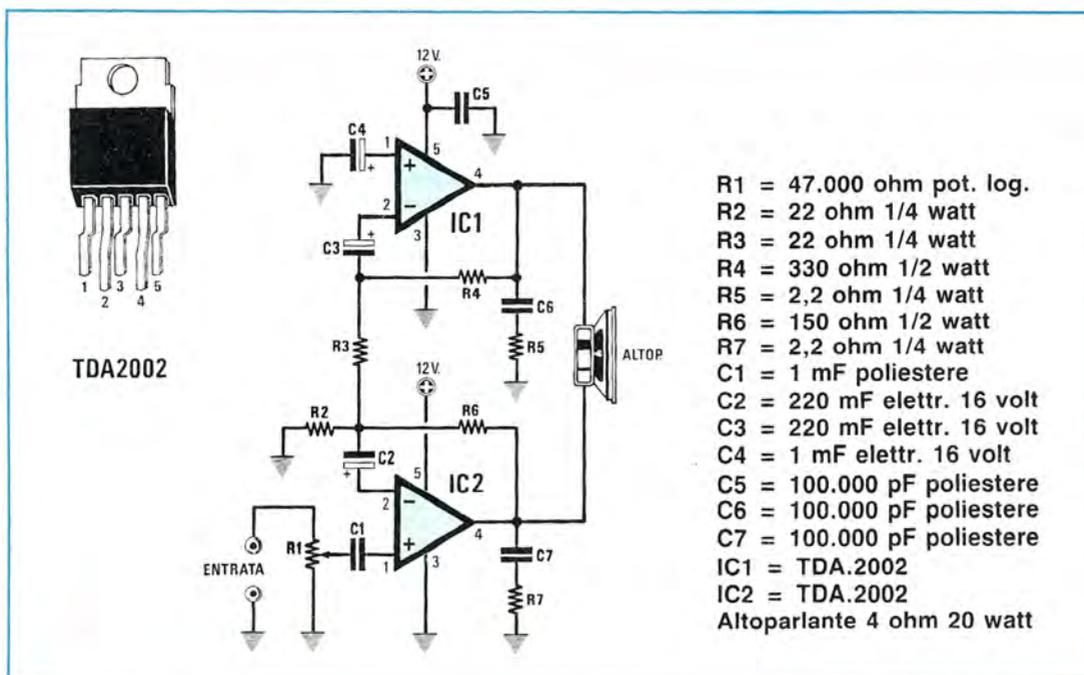 1
2
3
4
5
TDA2002
12 V.
C5
C4
1
5
+
4
2
−
IC1
3
C3
+
+
R4
C6
R3
R5
ALTOP.
12V.
R2
R6
C2
+
5
2
−
IC2
4
C1
R1
+
1
3
C7
ENTRATA
R7
R1 = 47.000 ohm pot. log.
R2 = 22 ohm 1/4 watt
R3 = 22 ohm 1/4 watt
R4 = 330 ohm 1/2 watt
R5 = 2,2 ohm 1/4 watt
R6 = 150 ohm 1/2 watt
R7 = 2,2 ohm 1/4 watt
C1 = 1 mF poliestere
C2 = 220 mF elettr. 16 volt
C3 = 220 mF elettr. 16 volt
C4 = 1 mF elettr. 16 volt
C5 = 100.000 pF poliestere
C6 = 100.000 pF poliestere
C7 = 100.000 pF poliestere
IC1 = TDA.2002
IC2 = TDA.2002
Altoparlante 4 ohm 20 watt